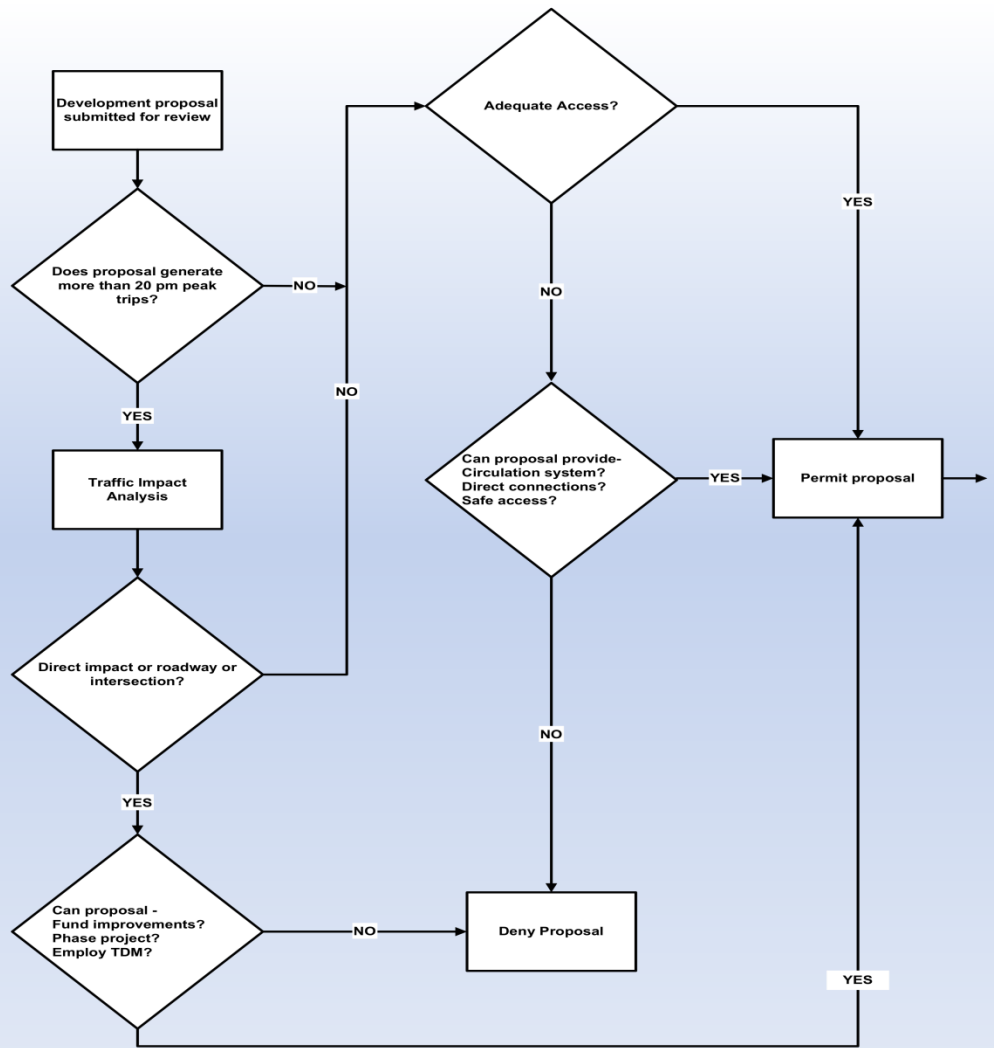 Development proposal
submitted for review
Does proposal generate
more than 20 pm peak
trips?
NO
YES
Traffic Impact
Analysis
Direct impact or roadway or
intersection?
NO
YES
Can proposal -
Fund improvements?
Phase project?
Employ TDM?
NO
YES
Adequate Access?
YES
NO
Can proposal provide-
Circulation system?
Direct connections?
Safe access?
YES
NO
Permit proposal
Deny Proposal